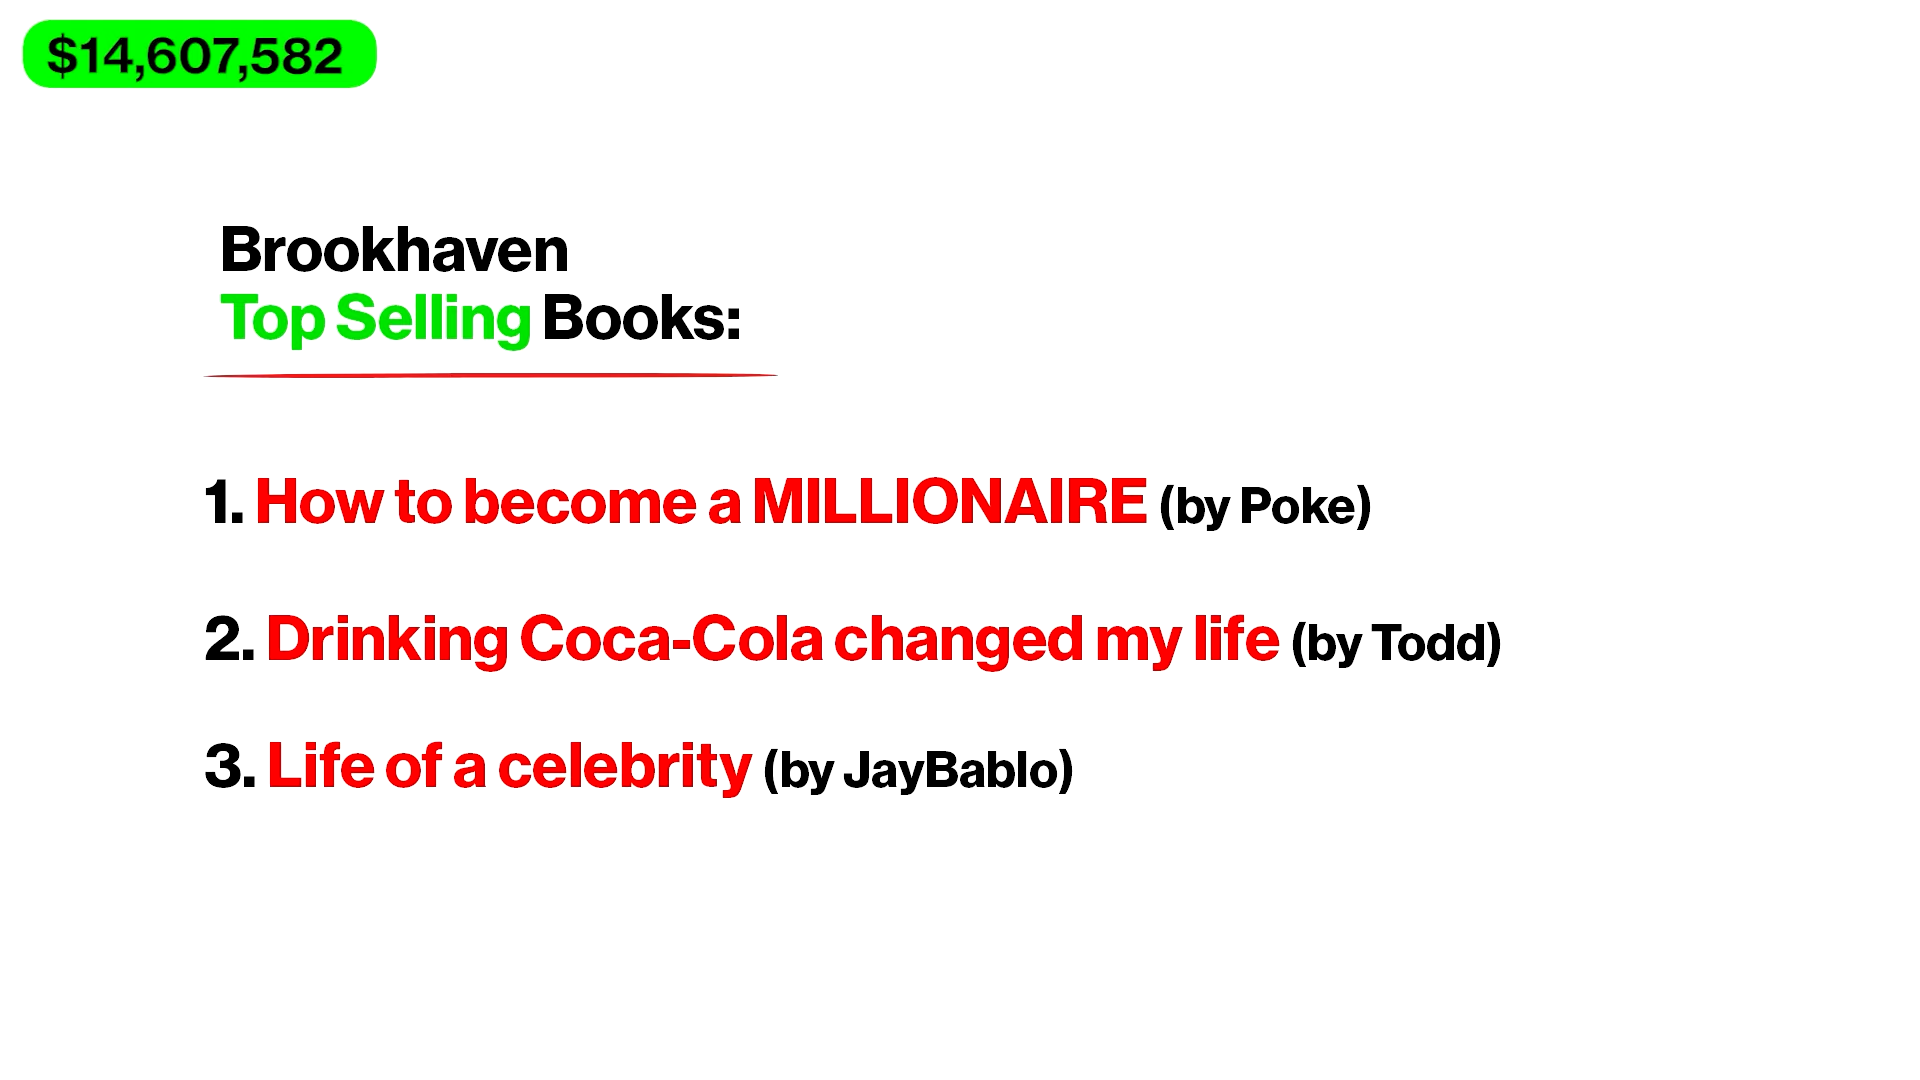 $14,607,582
Brookhaven
Top Selling Books:
1. How to become a MILLIONAIRE (by Poke)
2. Drinking Coca-Cola changed my life (by Todd)
3. Life of a celebrity (by JayBablo)